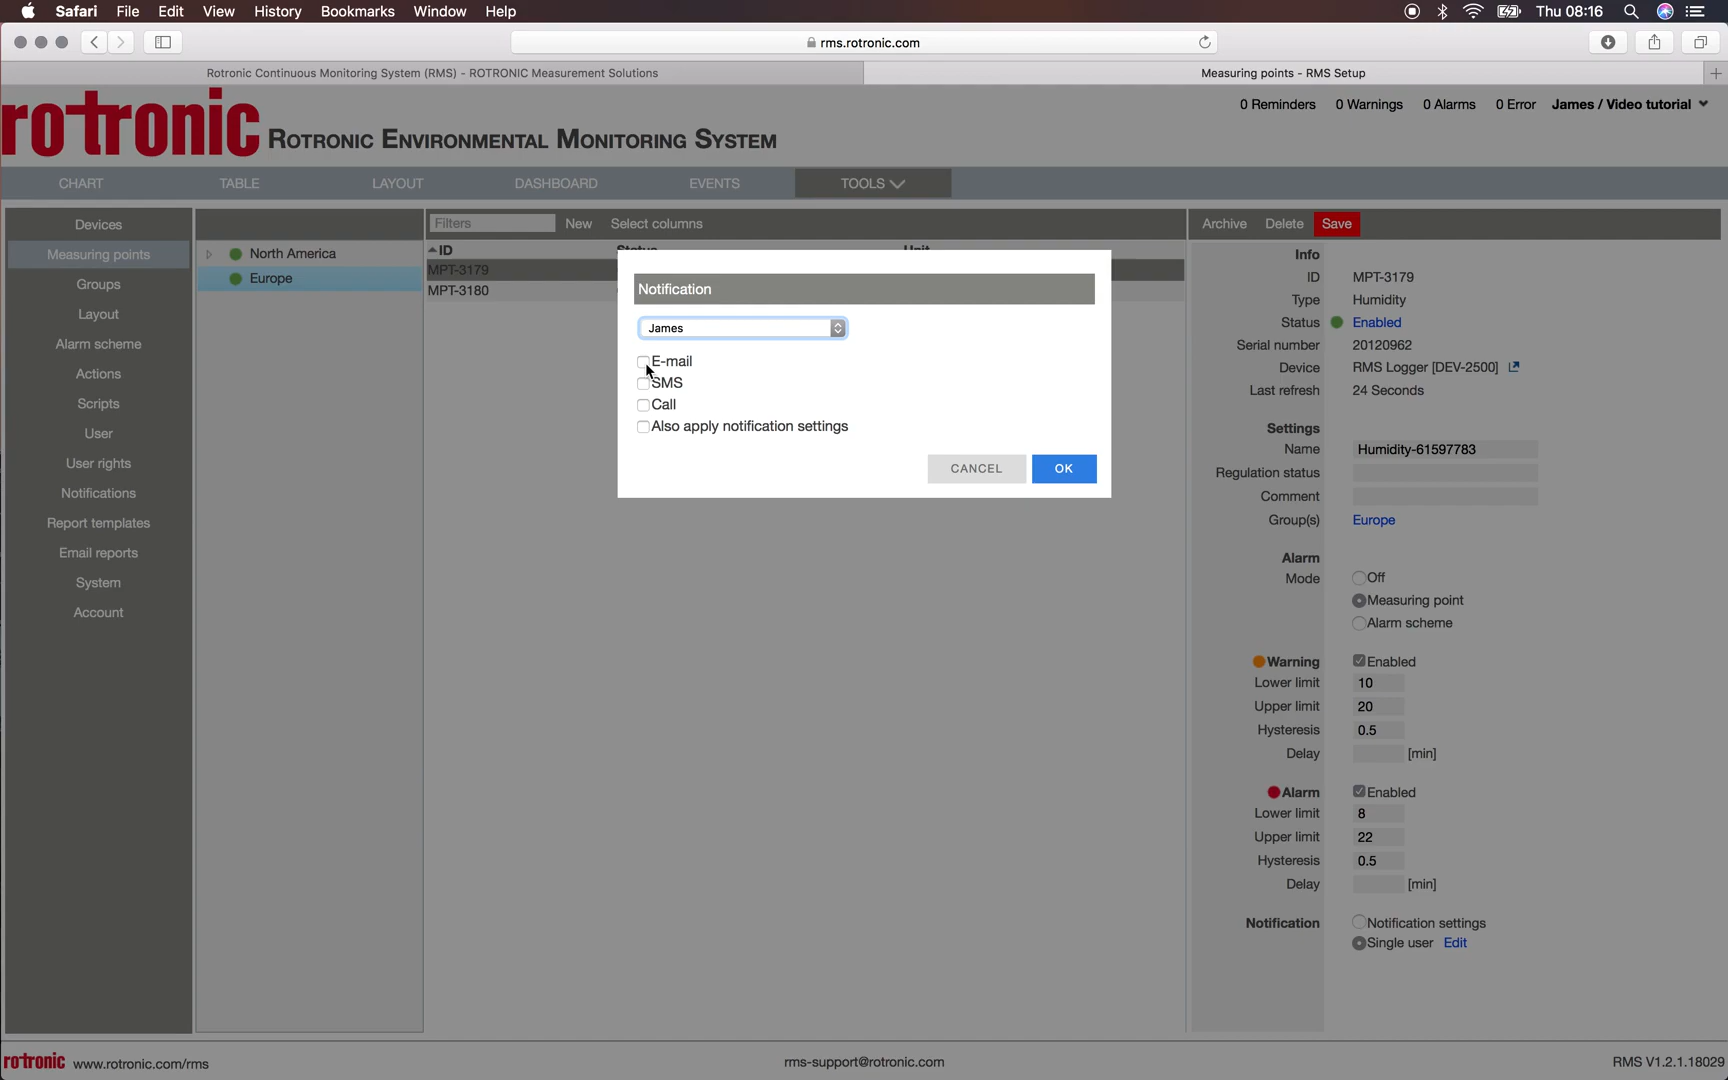 Safari File Edit View History Bookmarks Window Help Thu 08:16
rms.rotronic.com
Rotronic Continuous Monitoring System (RMS) - ROTRONIC Measurement Solutions Measuring points - RMS Setup
rotronic ROTRONIC ENVIRONMENTAL MONITORING SYSTEM
0 Reminders 0 Warnings 0 Alarms 0 Error James / Video tutorial
CHART TABLE LAYOUT DASHBOARD EVENTS TOOLS
Devices
Measuring points
Groups
Layout
Alarm scheme
Actions
Scripts
User
User rights
Notifications
Report templates
Email reports
System
Account
North America
Europe
Filters New Select columns
ID Status Unit
MPT-3179
MPT-3180
Notification
James
E-mail
SMS
Call
Also apply notification settings
CANCEL OK
Archive Delete Save
Info
ID MPT-3179
Type Humidity
Status Enabled
Serial number 20120962
Device RMS Logger [DEV-2500]
Last refresh 24 Seconds
Settings
Name Humidity-61597783
Regulation status
Comment
Group(s) Europe
Alarm
Mode Off
Measuring point
Alarm scheme
Warning Enabled
Lower limit 10
Upper limit 20
Hysteresis 0.5
Delay [min]
Alarm Enabled
Lower limit 8
Upper limit 22
Hysteresis 0.5
Delay [min]
Notification Notification settings
Single user Edit
rotronic www.rotronic.com/rms rms-support@rotronic.com RMS V1.2.1.18029